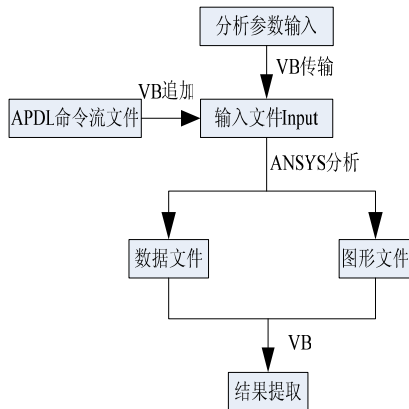 分析参数输入
VB传输
VB追加
APDL命令流文件
输入文件Input
ANSYS分析
数据文件
图形文件
VB
结果提取